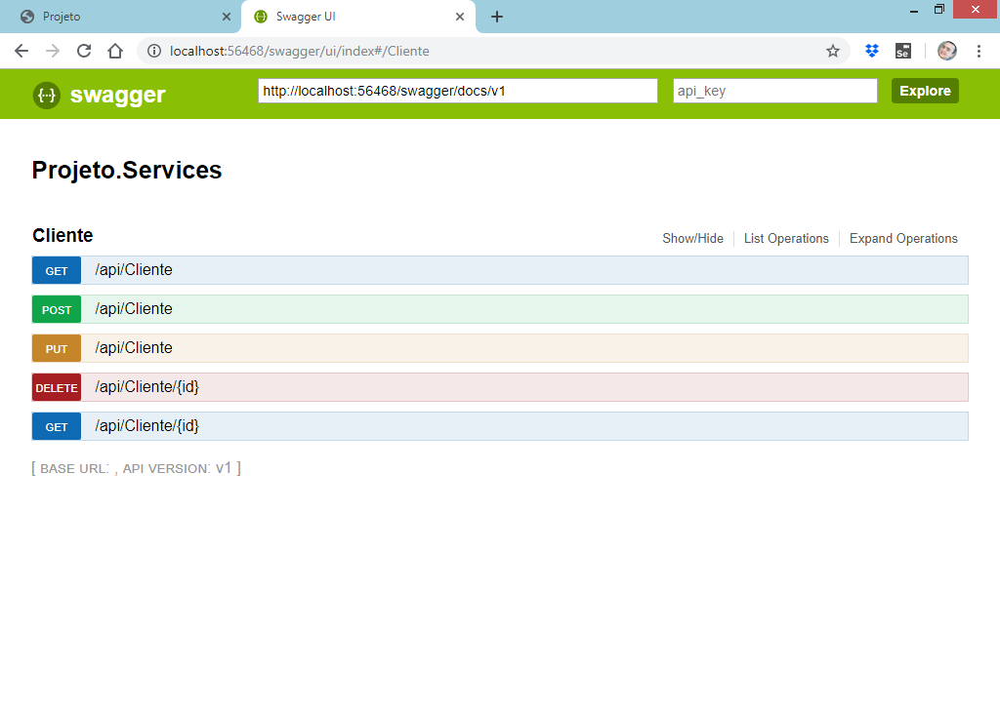 Projeto
Swagger UI
localhost:56468/swagger/ui/index#/Cliente
Se
{··} swagger
http://localhost:56468/swagger/docs/v1
api_key
Explore
Projeto.Services
Cliente
Show/Hide
List Operations
Expand Operations
GET /api/Cliente
POST /api/Cliente
PUT /api/Cliente
DELETE /api/Cliente/{id}
GET /api/Cliente/{id}
[ BASE URL: , API VERSION: v1 ]